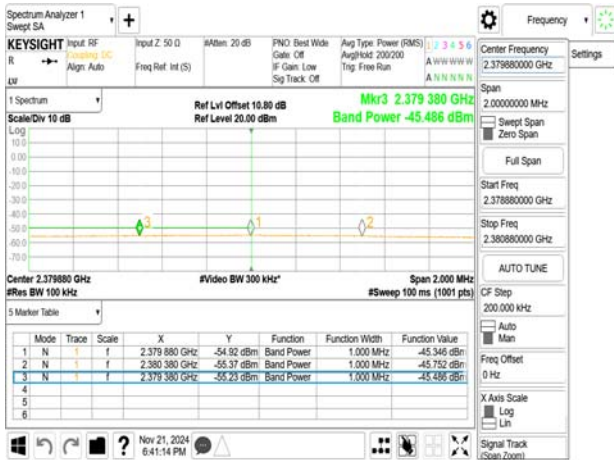 Spectrum Analyzer 1
Swept SA
Frequency
KEYSIGHT Input: RF Input Z: 50 Ω #Atten: 20 dB PNO: Best Wide Avg Type: Power (RMS) 1 2 3 4 5 6
R Coupling: DC Gate: Off Avg|Hold: 200/200 A W W W W W
Align: Auto Freq Ref: Int (S) IF Gain: Low Trig: Free Run
Sig Track: Off A N N N N N
LW
1 Spectrum
Scale/Div 10 dB
Ref Lvl Offset 10.80 dB
Ref Level 20.00 dBm
Mkr3 2.379 380 GHz
Band Power -45.486 dBm
Log
10.0
0.00
-10.0
-20.0
-30.0
-40.0
-50.0
-60.0
-70.0
3
1
2
Center 2.379880 GHz #Video BW 300 kHz* Span 2.000 MHz
#Res BW 100 kHz #Sweep 100 ms (1001 pts)
5 Marker Table
Mode Trace Scale X Y Function Function Width Function Value
1 N 1 f 2.379 880 GHz -54.92 dBm Band Power 1.000 MHz -45.346 dBm
2 N 1 f 2.380 380 GHz -55.37 dBm Band Power 1.000 MHz -45.752 dBm
3 N 1 f 2.379 380 GHz -55.23 dBm Band Power 1.000 MHz -45.486 dBm
4
5
6
Nov 21, 2024
6:41:14 PM
Center Frequency
2.379880000 GHz
Settings
Span
2.00000000 MHz
Swept Span
Zero Span
Full Span
Start Freq
2.378880000 GHz
Stop Freq
2.380880000 GHz
AUTO TUNE
CF Step
200.000 kHz
Auto
Man
Freq Offset
0 Hz
X Axis Scale
Log
Lin
Signal Track
(Span Zoom)